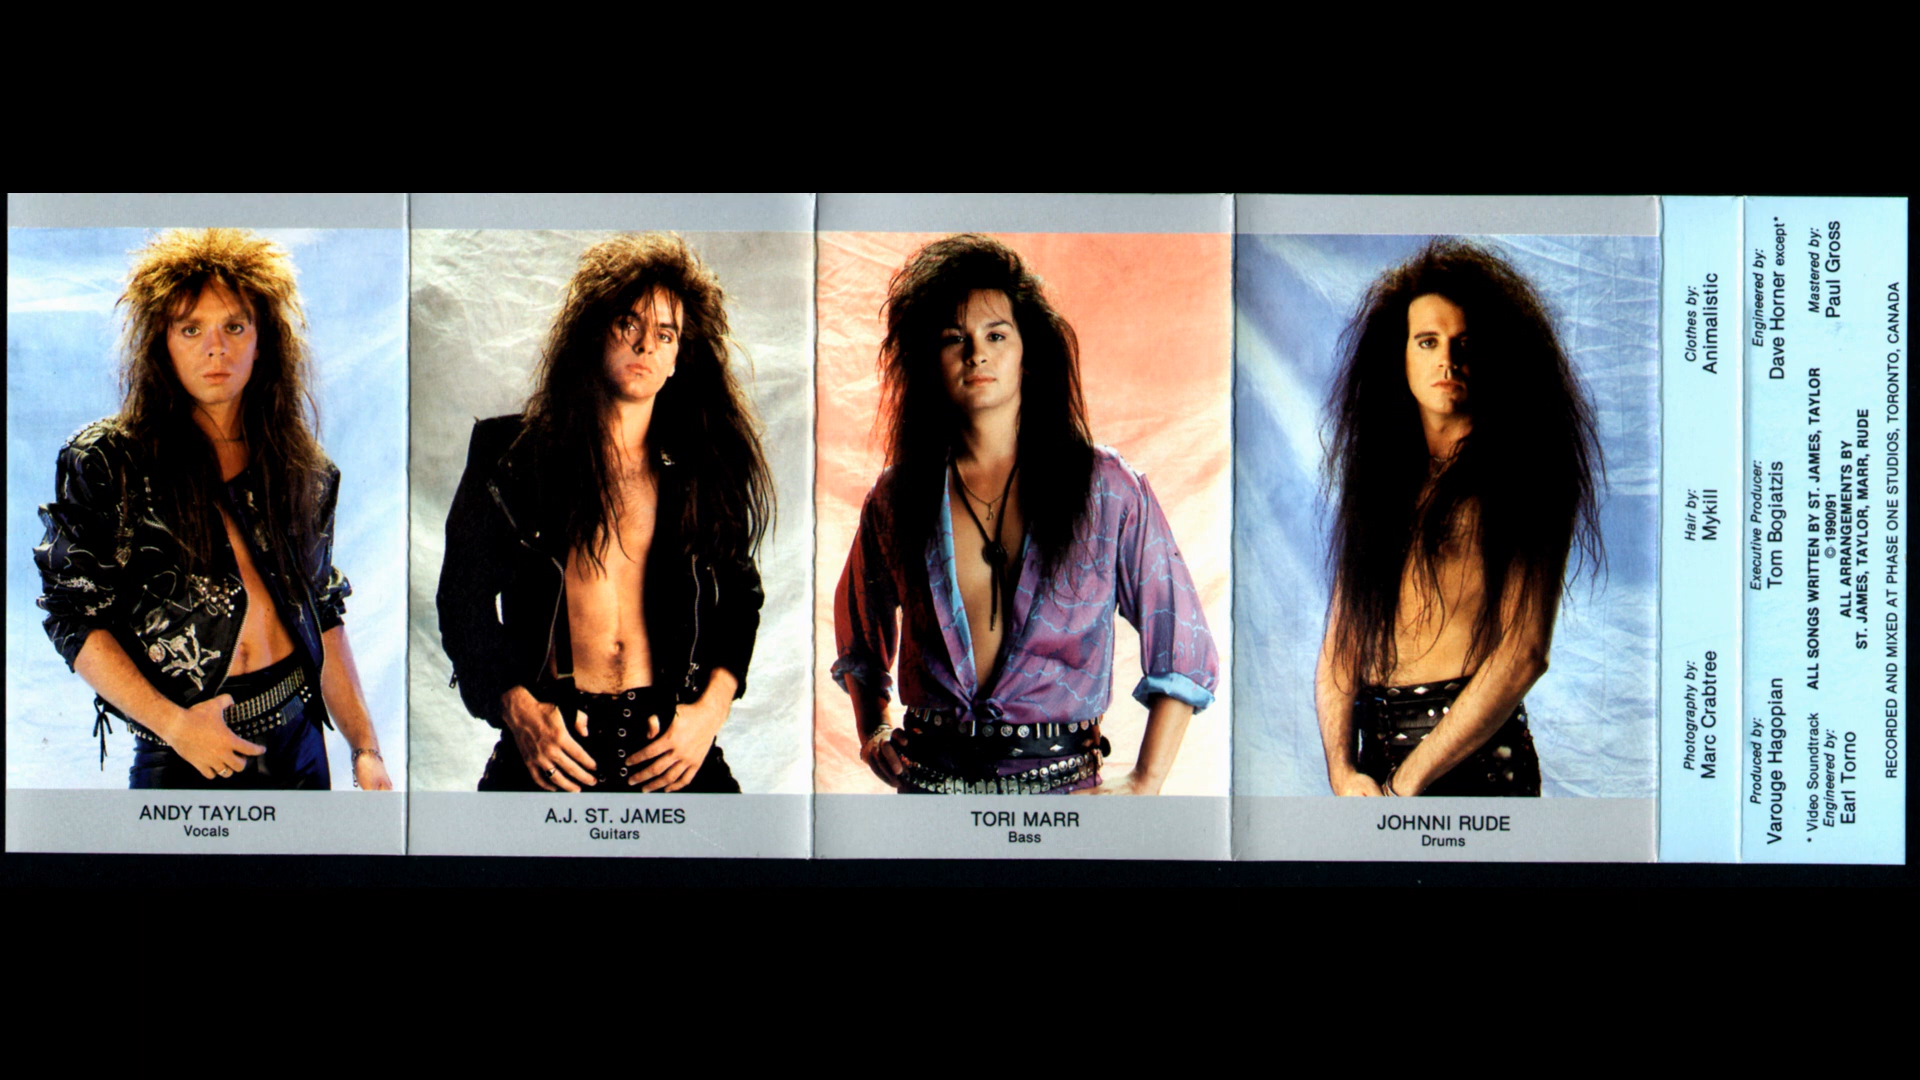 ANDY TAYLOR
Vocals
A.J. ST. JAMES
Guitars
TORI MARR
Bass
JOHNNI RUDE
Drums
Photography by:
Marc Crabtree
Hair by:
Mykill
Clothes by:
Animalistic
Produced by:
Varouge Hagopian
Executive Producer:
Tom Bogiatzis
Engineered by:
Dave Horner except*
* Video Soundtrack
Engineered by:
Earl Torno
ALL SONGS WRITTEN BY ST. JAMES, TAYLOR
© 1990/91
ALL ARRANGEMENTS BY
ST. JAMES, TAYLOR, MARR, RUDE
Mastered by:
Paul Gross
RECORDED AND MIXED AT PHASE ONE STUDIOS, TORONTO, CANADA